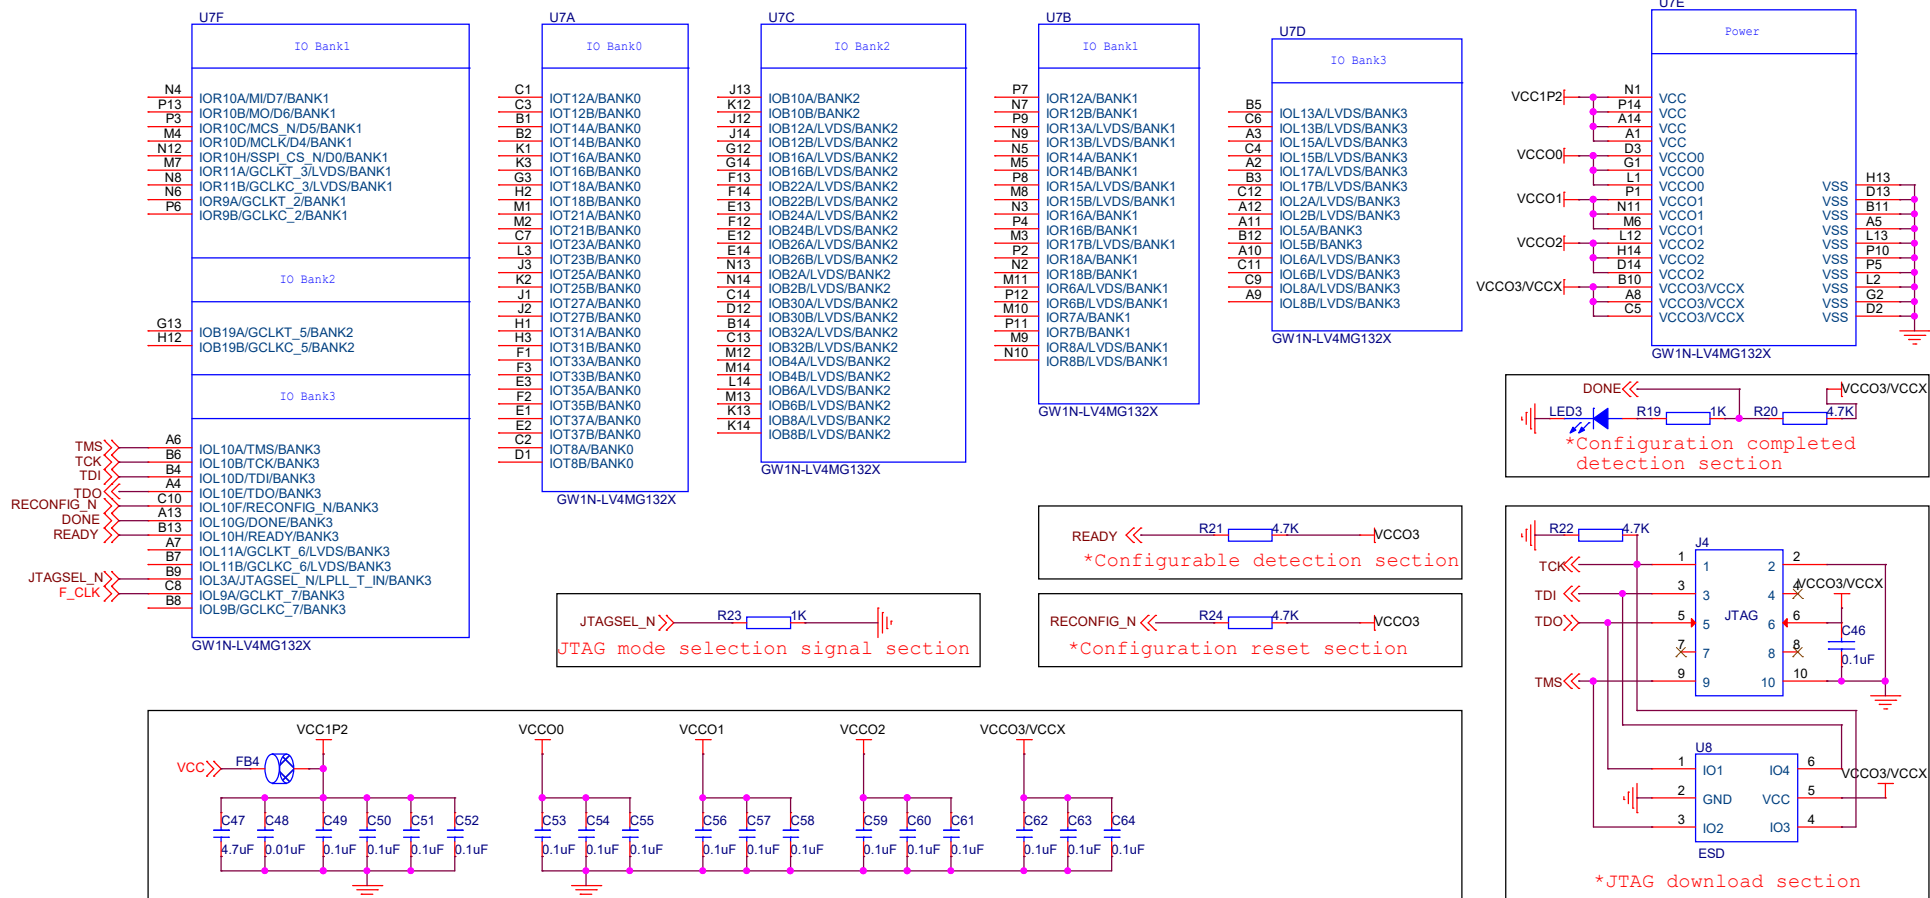 U7F
IO Bank1
N4 IOR10A/MI/D7/BANK1
P13 IOR10B/MO/D6/BANK1
P3 IOR10C/MCS_N/D5/BANK1
M4 IOR10D/MCLK/D4/BANK1
N12 IOR10H/SSPI_CS_N/D0/BANK1
M7 IOR11A/GCLKT_3/LVDS/BANK1
N8 IOR11B/GCLKC_3/LVDS/BANK1
N6 IOR9A/GCLKT_2/BANK1
P6 IOR9B/GCLKC_2/BANK1
IO Bank2
G13 IOB19A/GCLKT_5/BANK2
H12 IOB19B/GCLKC_5/BANK2
IO Bank3
TMS A6 IOL10A/TMS/BANK3
TCK B6 IOL10B/TCK/BANK3
TDI B4 IOL10D/TDI/BANK3
TDO A4 IOL10E/TDO/BANK3
RECONFIG_N C10 IOL10F/RECONFIG_N/BANK3
DONE A13 IOL10G/DONE/BANK3
READY B13 IOL10H/READY/BANK3
A7 IOL11A/GCLKT_6/LVDS/BANK3
B7 IOL11B/GCLKC_6/LVDS/BANK3
JTAGSEL_N B9 IOL3A/JTAGSEL_N/LPLL_T_IN/BANK3
F_CLK C8 IOL9A/GCLKT_7/BANK3
B8 IOL9B/GCLKC_7/BANK3
GW1N-LV4MG132X
U7A
IO Bank0
C1 IOT12A/BANK0
C3 IOT12B/BANK0
B1 IOT14A/BANK0
B2 IOT14B/BANK0
K1 IOT16A/BANK0
K3 IOT16B/BANK0
G3 IOT18A/BANK0
H2 IOT18B/BANK0
M1 IOT21A/BANK0
M2 IOT21B/BANK0
C7 IOT23A/BANK0
L3 IOT23B/BANK0
J3 IOT25A/BANK0
K2 IOT25B/BANK0
J1 IOT27A/BANK0
J2 IOT27B/BANK0
H1 IOT31A/BANK0
H3 IOT31B/BANK0
F1 IOT33A/BANK0
F3 IOT33B/BANK0
E3 IOT35A/BANK0
F2 IOT35B/BANK0
E1 IOT37A/BANK0
E2 IOT37B/BANK0
C2 IOT8A/BANK0
D1 IOT8B/BANK0
GW1N-LV4MG132X
U7C
IO Bank2
J13 IOB10A/BANK2
K12 IOB10B/BANK2
J12 IOB12A/LVDS/BANK2
J14 IOB12B/LVDS/BANK2
G12 IOB16A/LVDS/BANK2
G14 IOB16B/LVDS/BANK2
F13 IOB22A/LVDS/BANK2
F14 IOB22B/LVDS/BANK2
E13 IOB24A/LVDS/BANK2
F12 IOB24B/LVDS/BANK2
E12 IOB26A/LVDS/BANK2
E14 IOB26B/LVDS/BANK2
N13 IOB2A/LVDS/BANK2
N14 IOB2B/LVDS/BANK2
C14 IOB30A/LVDS/BANK2
D12 IOB30B/LVDS/BANK2
B14 IOB32A/LVDS/BANK2
C13 IOB32B/LVDS/BANK2
M12 IOB4A/LVDS/BANK2
M14 IOB4B/LVDS/BANK2
L14 IOB6A/LVDS/BANK2
M13 IOB6B/LVDS/BANK2
K13 IOB8A/LVDS/BANK2
K14 IOB8B/LVDS/BANK2
GW1N-LV4MG132X
U7B
IO Bank1
P7 IOR12A/BANK1
N7 IOR12B/BANK1
P9 IOR13A/LVDS/BANK1
N9 IOR13B/LVDS/BANK1
N5 IOR14A/BANK1
M5 IOR14B/BANK1
P8 IOR15A/LVDS/BANK1
M8 IOR15B/LVDS/BANK1
N3 IOR16A/BANK1
P4 IOR16B/BANK1
M3 IOR17B/LVDS/BANK1
P2 IOR18A/BANK1
N2 IOR18B/BANK1
M11 IOR6A/LVDS/BANK1
P12 IOR6B/LVDS/BANK1
M10 IOR7A/BANK1
P11 IOR7B/BANK1
M9 IOR8A/LVDS/BANK1
N10 IOR8B/LVDS/BANK1
GW1N-LV4MG132X
U7D
IO Bank3
B5 IOL13A/LVDS/BANK3
C6 IOL13B/LVDS/BANK3
A3 IOL15A/LVDS/BANK3
C4 IOL15B/LVDS/BANK3
A2 IOL17A/LVDS/BANK3
B3 IOL17B/LVDS/BANK3
C12 IOL2A/LVDS/BANK3
A12 IOL2B/LVDS/BANK3
A11 IOL5A/BANK3
B12 IOL5B/BANK3
A10 IOL6A/LVDS/BANK3
C11 IOL6B/LVDS/BANK3
C9 IOL8A/LVDS/BANK3
A9 IOL8B/LVDS/BANK3
GW1N-LV4MG132X
U7E
Power
VCC1P2 N1 VCC
P14 VCC
A14 VCC
A1 VCC
VCCO0 D3 VCCO0
G1 VCCO0
L1 VCCO0
VCCO1 P1 VCCO1
N11 VCCO1
M6 VCCO1
VCCO2 L12 VCCO2
H14 VCCO2
D14 VCCO2
VCCO3/VCCX B10 VCCO3/VCCX
A8 VCCO3/VCCX
C5 VCCO3/VCCX
VSS H13
VSS D13
VSS B11
VSS A5
VSS L13
VSS P10
VSS P5
VSS L2
VSS G2
VSS D2
GW1N-LV4MG132X
DONE VCCO3/VCCX
LED3 R19 1K R20 4.7K
*Configuration completed
detection section
READY R21 4.7K VCCO3
*Configurable detection section
JTAGSEL_N R23 1K
JTAG mode selection signal section
RECONFIG_N R24 4.7K VCCO3
*Configuration reset section
R22 4.7K
J4
TCK 1 1 2 2
TDI 3 3 4 4 VCCO3/VCCX
TDO 5 5 JTAG 6 6
C46
7 7 8 8 0.1uF
TMS 9 9 10 10
U8
1 IO1 IO4 6 VCCO3/VCCX
2 GND VCC 5
3 IO2 IO3 4
ESD
*JTAG download section
VCC1P2 VCCO0 VCCO1 VCCO2 VCCO3/VCCX
VCC FB4
C47 C48 C49 C50 C51 C52 C53 C54 C55 C56 C57 C58 C59 C60 C61 C62 C63 C64
4.7uF 0.01uF 0.1uF 0.1uF 0.1uF 0.1uF 0.1uF 0.1uF 0.1uF 0.1uF 0.1uF 0.1uF 0.1uF 0.1uF 0.1uF 0.1uF 0.1uF 0.1uF